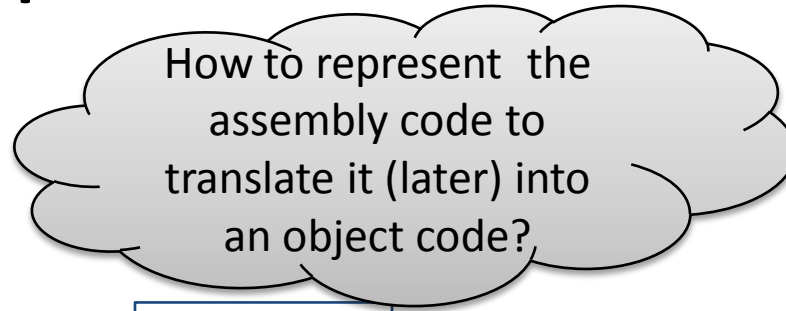 How to represent the
assembly code to
translate it (later) into
an object code?